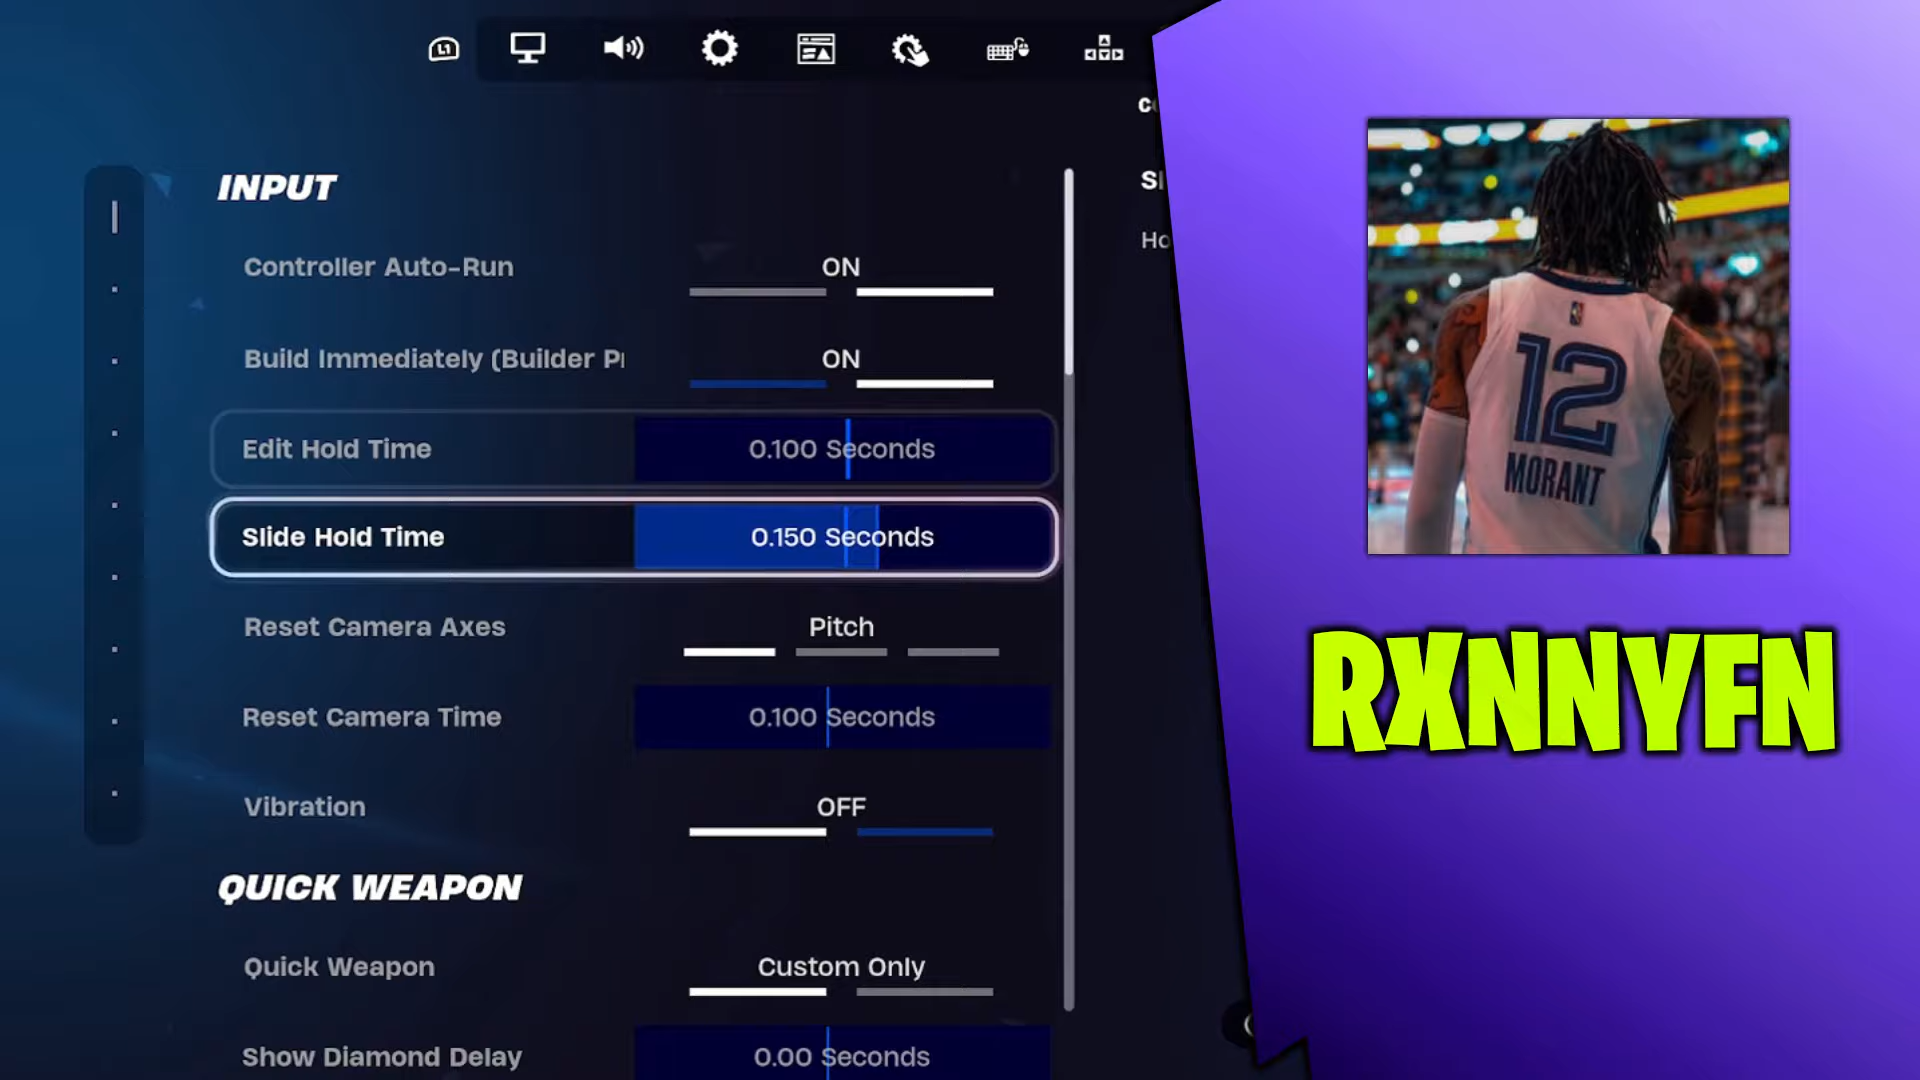 L1
INPUT
Controller Auto-Run ON
Build Immediately (Builder P
ON
Edit Hold Time 0.100 Seconds
Slide Hold Time 0.150 Seconds
Reset Camera Axes Pitch
Reset Camera Time 0.100 Seconds
Vibration OFF
QUICK WEAPON
Quick Weapon Custom Only
Show Diamond Delay 0.00 Seconds
12
MORANT
RXNNYFN